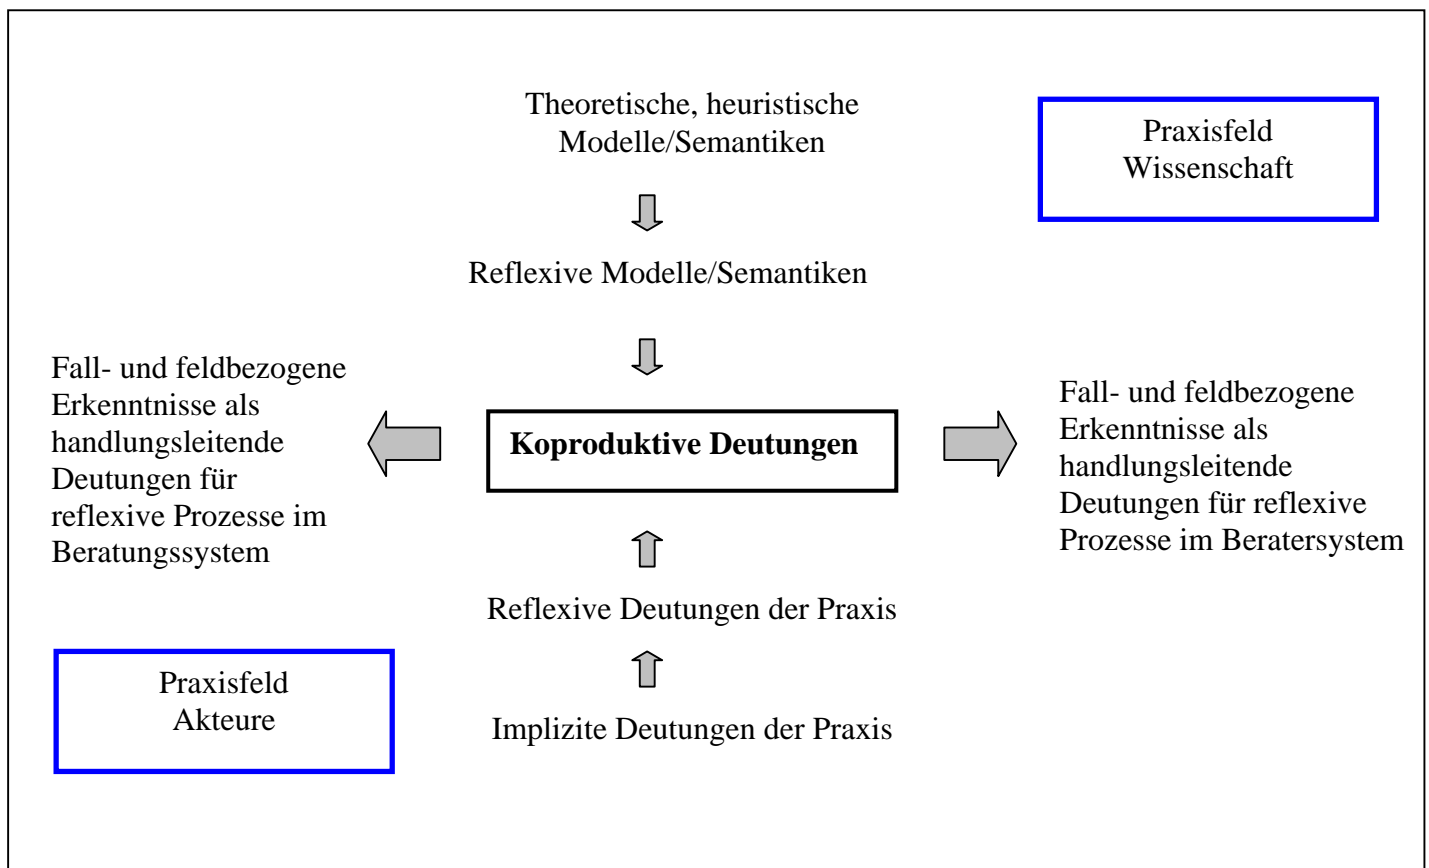 Theoretische, heuristische
Modelle/Semantiken
Praxisfeld
Wissenschaft
Reflexive Modelle/Semantiken
Fall- und feldbezogene
Erkenntnisse als
handlungsleitende
Deutungen für
reflexive Prozesse im
Beratungssystem
Koproduktive Deutungen
Fall- und feldbezogene
Erkenntnisse als
handlungsleitende
Deutungen für reflexive
Prozesse im Beratersystem
Reflexive Deutungen der Praxis
Praxisfeld
Akteure
Implizite Deutungen der Praxis